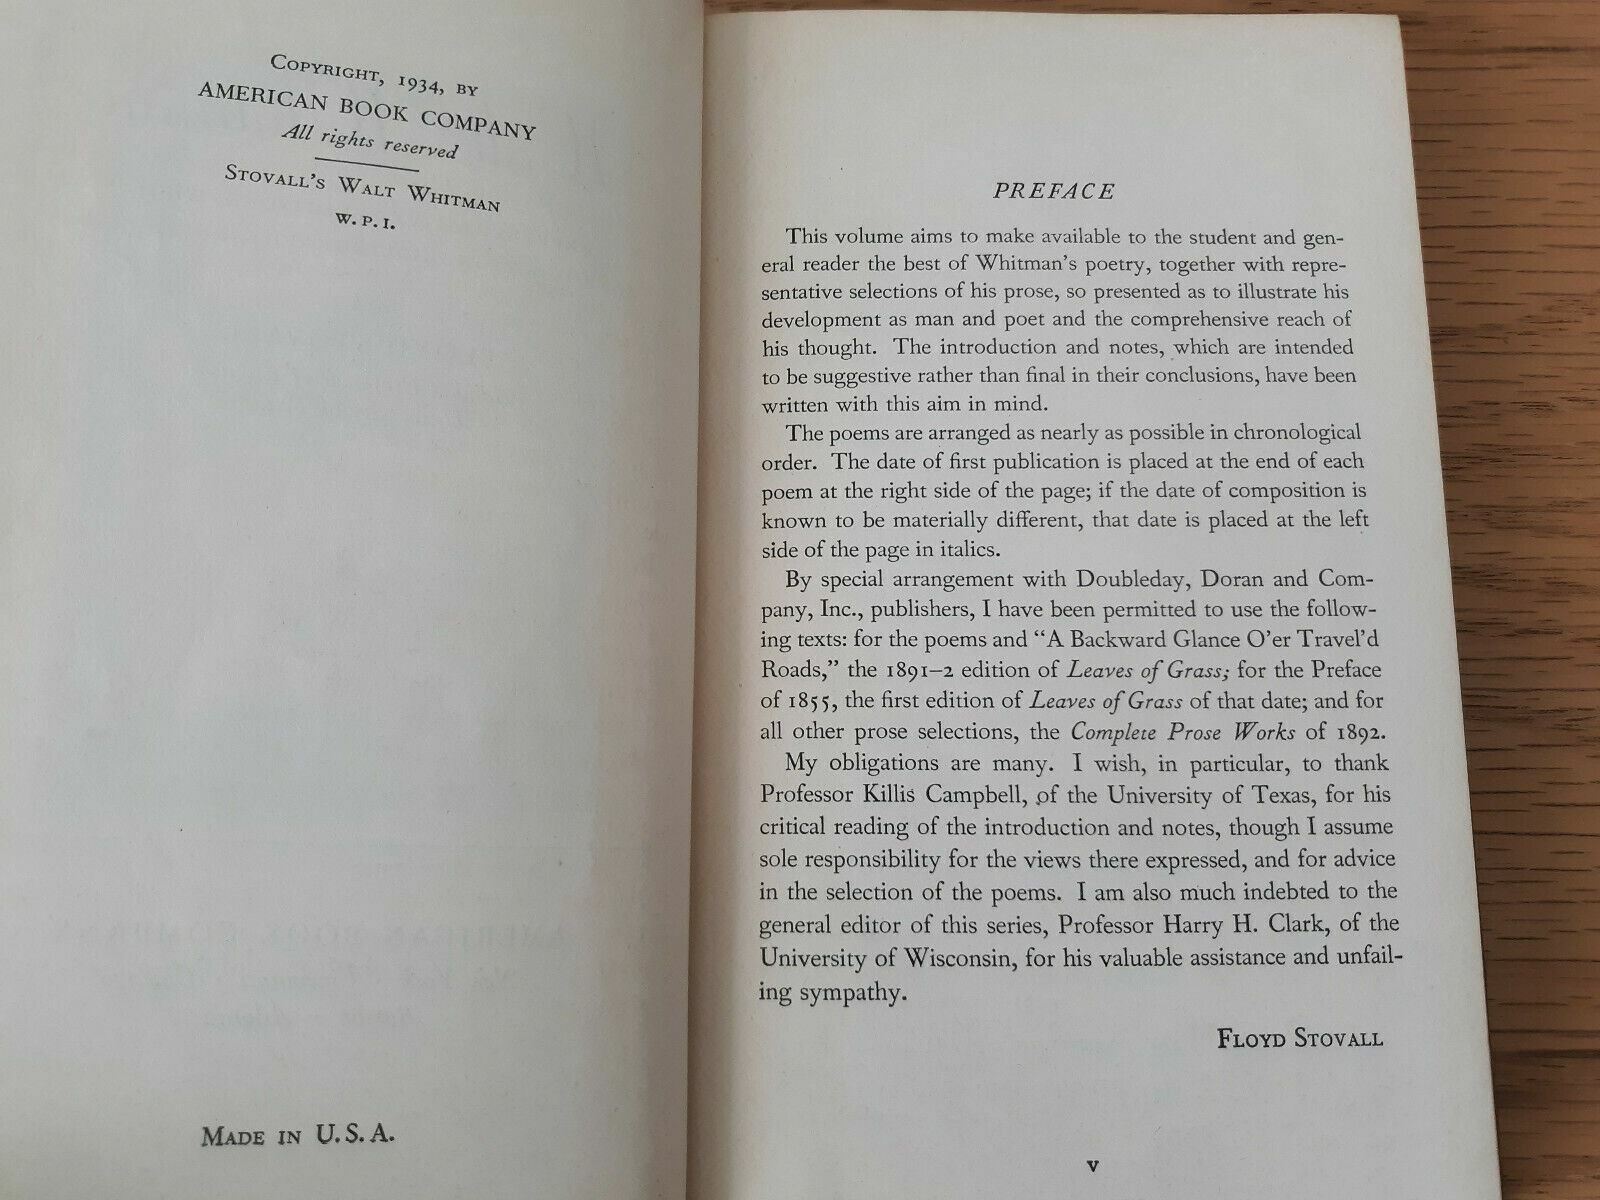 COPYRIGHT, 1934, BY
AMERICAN BOOK COMPANY
All rights reserved
STOVALL'S WALT WHITMAN
W. P. I.
MADE IN U. S. A.
PREFACE
This volume aims to make available to the student and gen-
eral reader the best of Whitman's poetry, together with repre-
sentative selections of his prose, so presented as to illustrate his
development as man and poet and the comprehensive reach of
his thought. The introduction and notes, which are intended
to be suggestive rather than final in their conclusions, have been
written with this aim in mind.
The poems are arranged as nearly as possible in chronological
order. The date of first publication is placed at the end of each
poem at the right side of the page; if the date of composition is
known to be materially different, that date is placed at the left
side of the page in italics.
By special arrangement with Doubleday, Doran and Com-
pany, Inc., publishers, I have been permitted to use the follow-
ing texts: for the poems and "A Backward Glance O'er Travel'd
Roads," the 1891–2 edition of Leaves of Grass; for the Preface
of 1855, the first edition of Leaves of Grass of that date; and for
all other prose selections, the Complete Prose Works of 1892.
My obligations are many. I wish, in particular, to thank
Professor Killis Campbell, of the University of Texas, for his
critical reading of the introduction and notes, though I assume
sole responsibility for the views there expressed, and for advice
in the selection of the poems. I am also much indebted to the
general editor of this series, Professor Harry H. Clark, of the
University of Wisconsin, for his valuable assistance and unfail-
ing sympathy.
FLOYD STOVALL
v